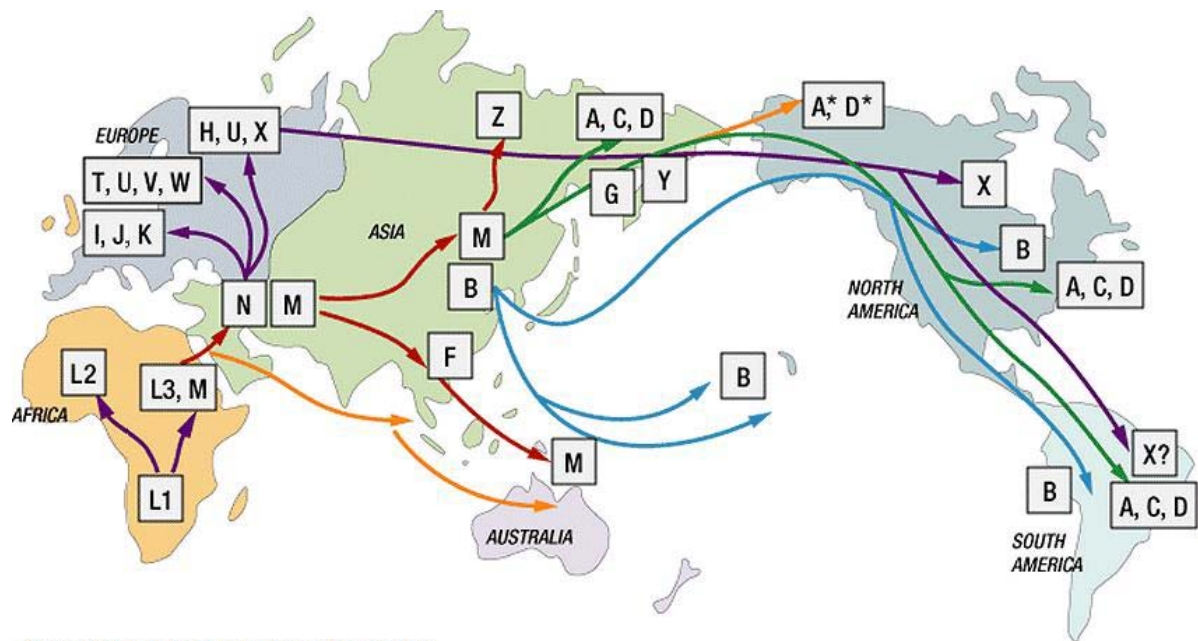 Z
A, C, D
A,* D*
EUROPE
H, U, X
T, U, V, W
G
Y
X
I, J, K
ASIA
M
B
B
N
M
NORTH
AMERICA
A, C, D
F
L2
L3, M
B
AFRICA
M
X?
L1
B
A, C, D
AUSTRALIA
SOUTH
AMERICA